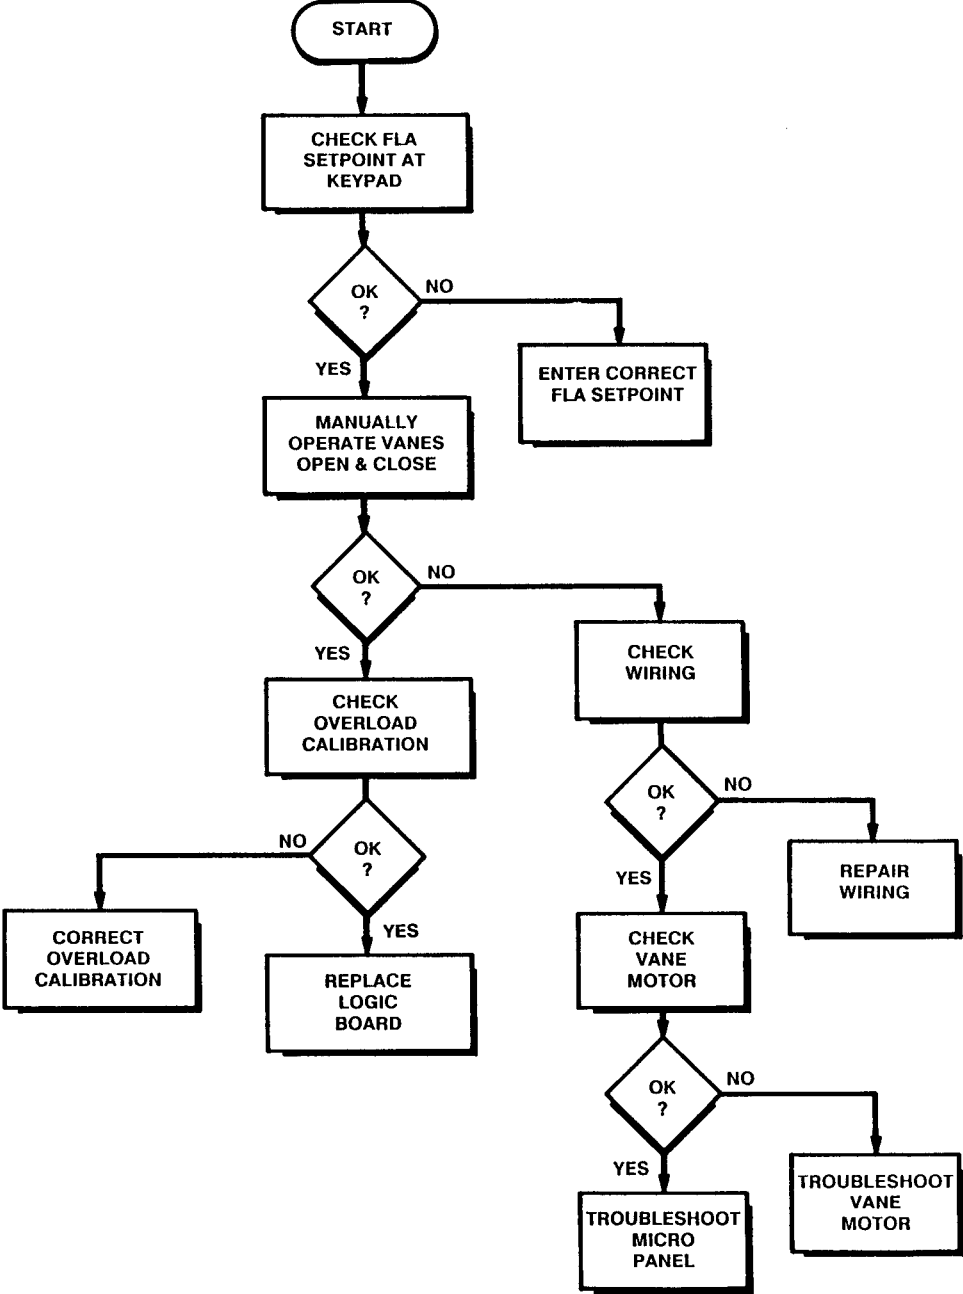 START
CHECK FLA
SETPOINT AT
KEYPAD
OK
?
NO
YES
ENTER CORRECT
FLA SETPOINT
MANUALLY
OPERATE VANES
OPEN & CLOSE
OK
?
NO
YES
CHECK
WIRING
CHECK
OVERLOAD
CALIBRATION
OK
?
NO
YES
REPAIR
WIRING
OK
?
NO
YES
CORRECT
OVERLOAD
CALIBRATION
REPLACE
LOGIC
BOARD
CHECK
VANE
MOTOR
OK
?
NO
YES
TROUBLESHOOT
VANE
MOTOR
TROUBLESHOOT
MICRO
PANEL